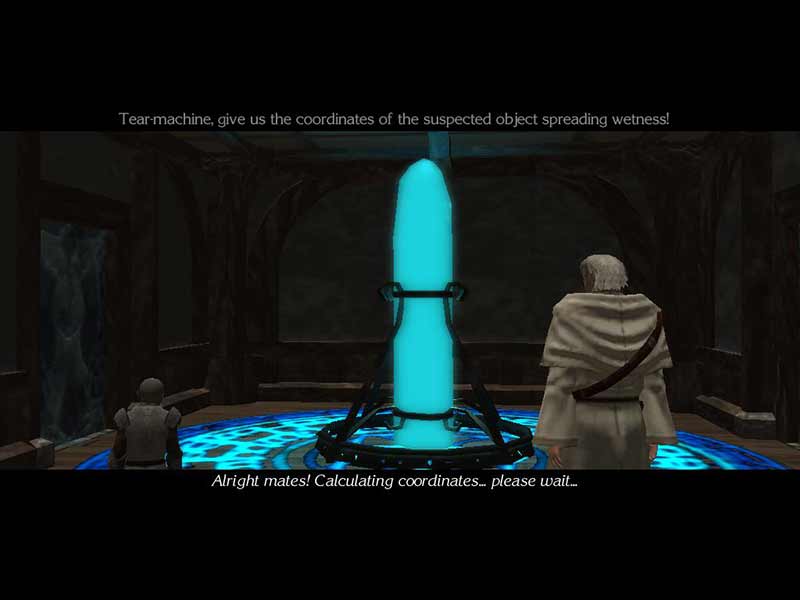 Tear-machine, give us the coordinates of the suspected object spreading wetness!
Alright mates! Calculating coordinates... please wait...